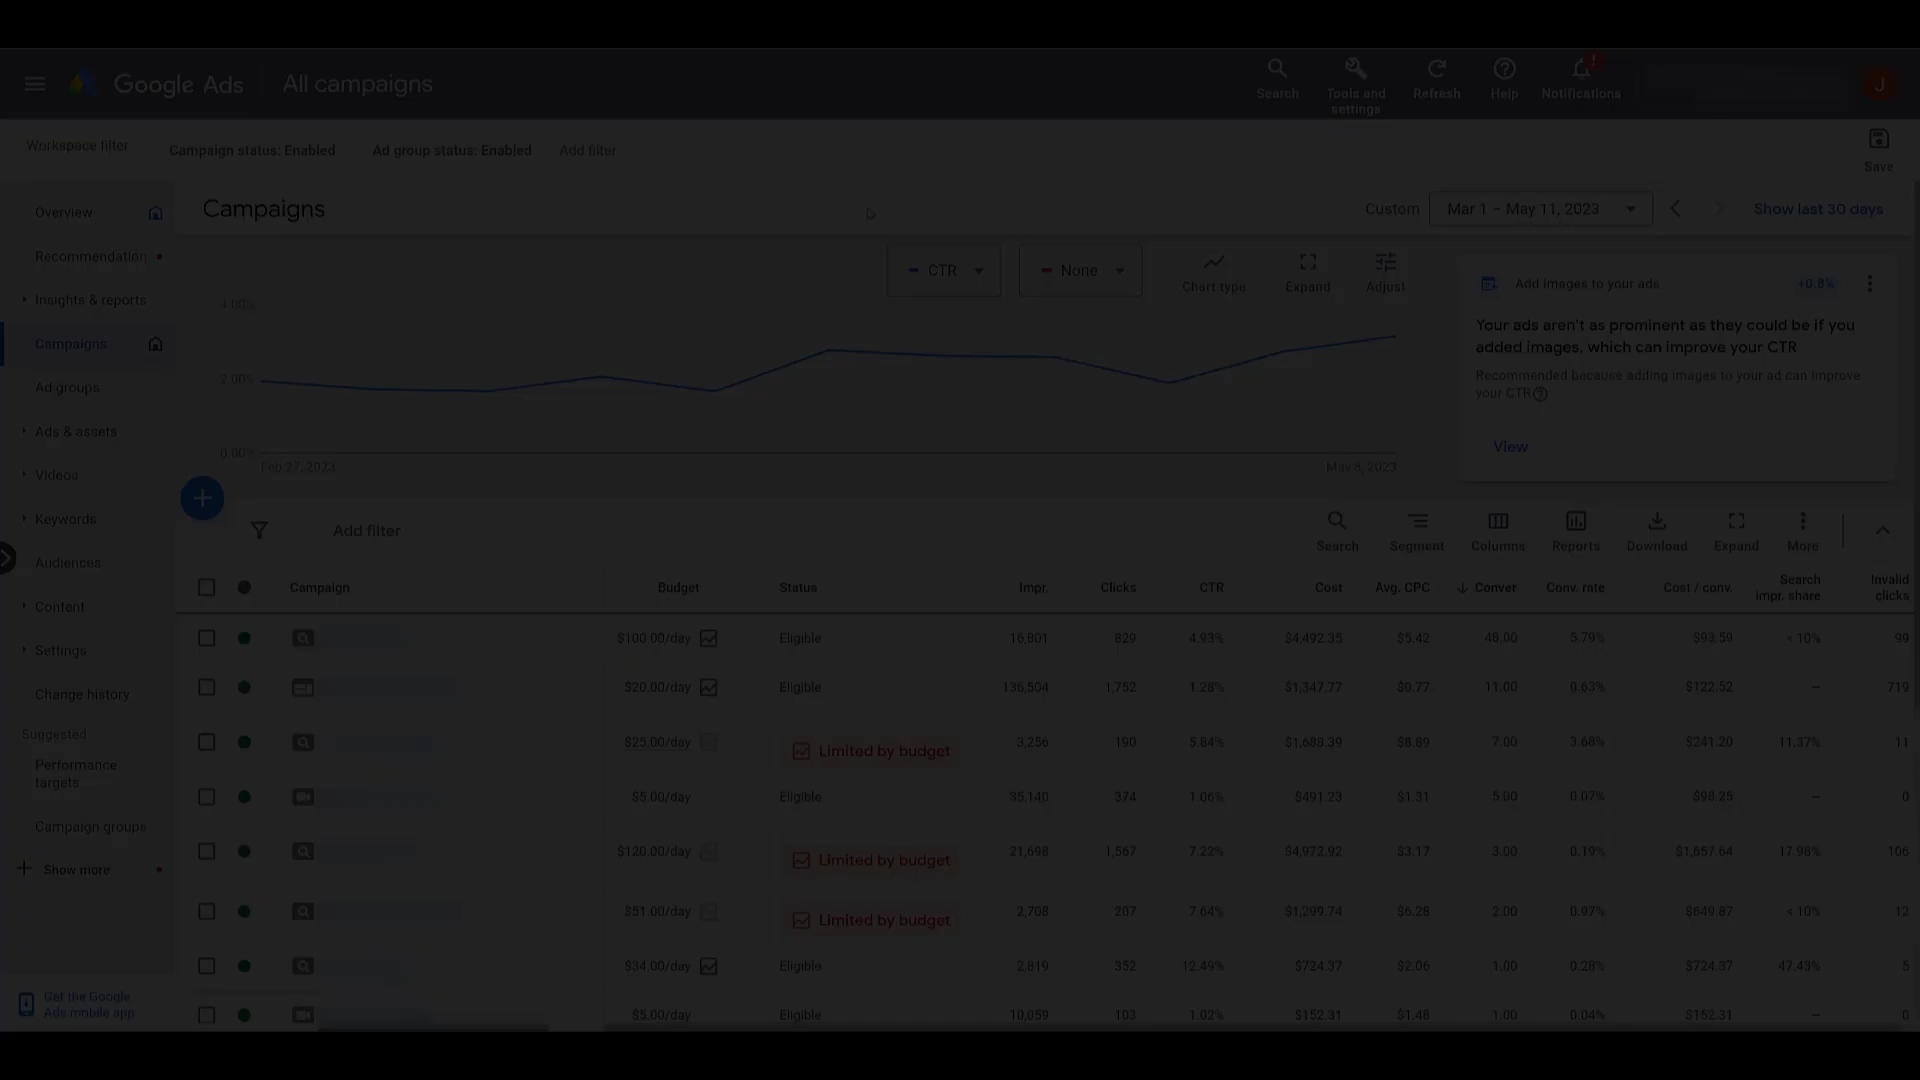 Google Ads All campaigns
Search
Tools and
settings
Refresh
Help
Notifications
!
J
Workspace filter
Campaign status: Enabled Ad group status: Enabled Add filter
Save
Overview
Recommendation
Insights & reports
Campaigns
Ad groups
Ads & assets
Videos
Keywords
Audiences
Content
Settings
Change history
Suggested
Performance
targets
Campaign groups
Show more
Get the Google
Ads mobile app
Campaigns
Custom Mar 1 – May 11, 2023 Show last 30 days
CTR None
Chart type Expand Adjust
4.00%
2.00%
0.00%
Feb 27, 2023 May 8, 2023
Add images to your ads +0.8%
Your ads aren't as prominent as they could be if you
added images, which can improve your CTR
Recommended because adding images to your ad can improve
your CTR
View
Add filter
Search Segment Columns Reports Download Expand More
Campaign Budget Status Impr. Clicks CTR Cost Avg. CPC Conver Conv. rate Cost / conv. Search impr. share Invalid clicks
$100.00/day Eligible 16,801 829 4.93% $4,492.35 $5.42 48.00 5.79% $93.59 < 10% 99
$20.00/day Eligible 136,504 1,752 1.28% $1,347.77 $0.77 11.00 0.63% $122.52 – 719
$25.00/day Limited by budget 3,256 190 5.84% $1,688.39 $8.89 7.00 3.68% $241.20 11.37% 11
$5.00/day Eligible 35,140 374 1.06% $491.23 $1.31 5.00 0.07% $98.25 – 0
$120.00/day Limited by budget 21,698 1,567 7.22% $4,972.92 $3.17 3.00 0.19% $1,657.64 17.98% 106
$51.00/day Limited by budget 2,708 207 7.64% $1,299.74 $6.28 2.00 0.97% $649.87 < 10% 12
$34.00/day Eligible 2,819 352 12.49% $724.37 $2.06 1.00 0.28% $724.37 47.43% 5
$5.00/day Eligible 10,059 103 1.02% $152.31 $1.48 1.00 0.04% $152.31 – 0